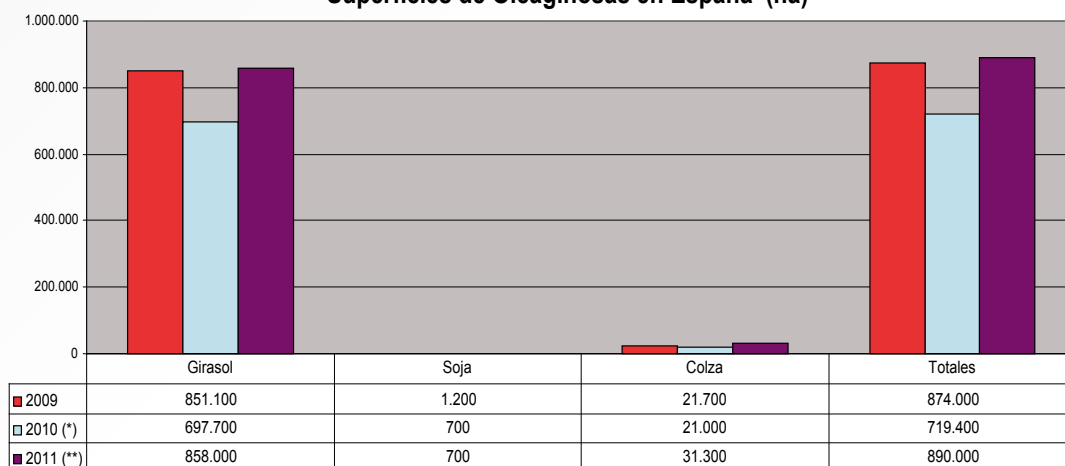 Superficies de Oleaginosas en España (ha)
1.000.000
800.000
600.000
400.000
200.000
0
Girasol Soja Colza Totales
2009 851.100 1.200 21.700 874.000
2010 (*) 697.700 700 21.000 719.400
2011 (**) 858.000 700 31.300 890.000